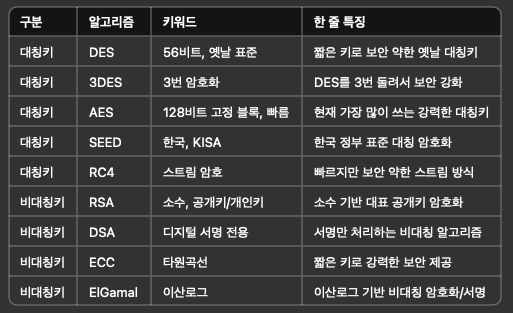 구분 알고리즘 키워드 한 줄 특징
대칭키 DES 56비트, 옛날 표준 짧은 키로 보안 약한 옛날 대칭키
대칭키 3DES 3번 암호화 DES를 3번 돌려서 보안 강화
대칭키 AES 128비트 고정 블록, 빠름 현재 가장 많이 쓰는 강력한 대칭키
대칭키 SEED 한국, KISA 한국 정부 표준 대칭 암호화
대칭키 RC4 스트림 암호 빠르지만 보안 약한 스트림 방식
비대칭키 RSA 소수, 공개키/개인키 소수 기반 대표 공개키 암호화
비대칭키 DSA 디지털 서명 전용 서명만 처리하는 비대칭 알고리즘
비대칭키 ECC 타원곡선 짧은 키로 강력한 보안 제공
비대칭키 ElGamal 이산로그 이산로그 기반 비대칭 암호화/서명